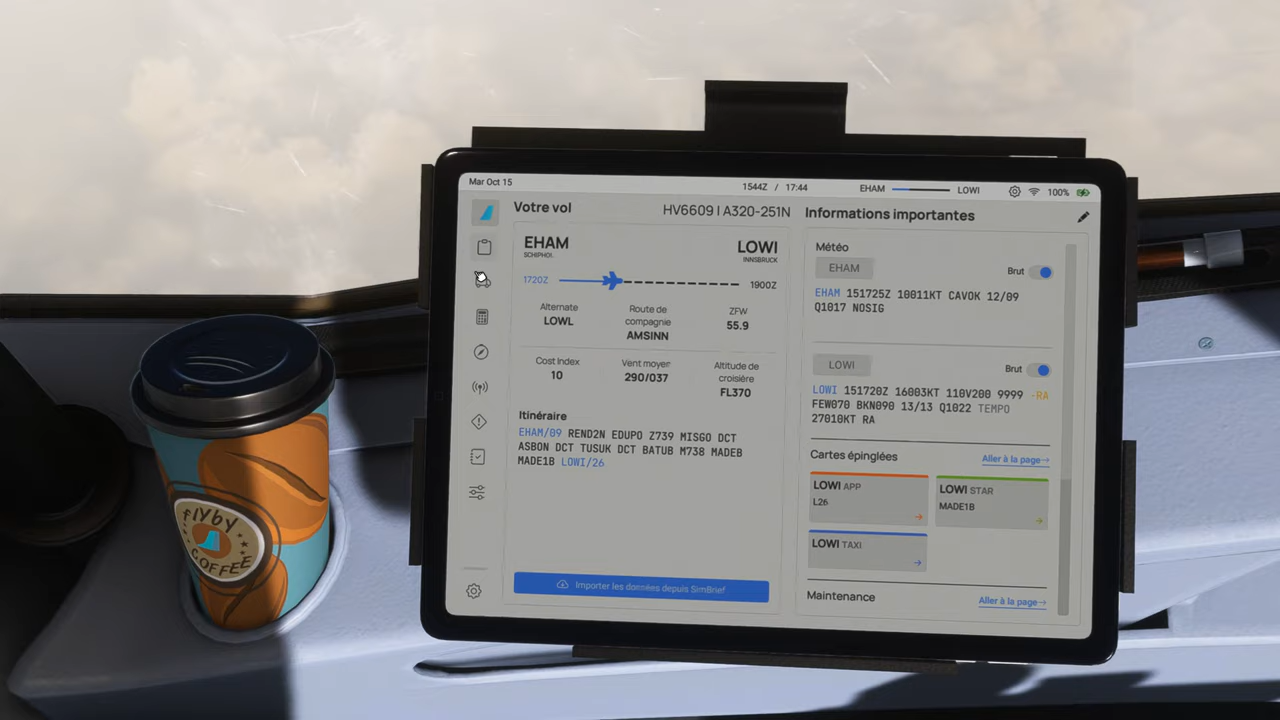 Mar Oct 15
1544Z / 17:44
EHAM LOWI
100%
Votre vol
HV6609 | A320-251N
EHAM
SCHIPHOL
LOWI
INNSBRUCK
1720Z
1900Z
Alternate
LOWL
Route de
compagnie
AMSINN
ZFW
55.9
Cost Index
10
Vent moyen
290/037
Altitude de
croisière
FL370
Itinéraire
EHAM/09 REND2N EDUPO Z739 MISGO DCT
ASBON DCT TUSUK DCT BATUB M738 MADEB
MADE1B LOWI/26
Importer les données depuis SimBrief
Informations importantes
Météo
EHAM
Brut
EHAM 151725Z 10011KT CAVOK 12/09
Q1017 NOSIG
LOWI
Brut
LOWI 151720Z 16003KT 110V200 9999 -RA
FEW070 BKN090 13/13 Q1022 TEMPO
27010KT RA
Cartes épinglées
Aller à la page→
LOWI APP
L26
LOWI STAR
MADE1B
LOWI TAXI
Maintenance
Aller à la page→
flyby
COFFEE